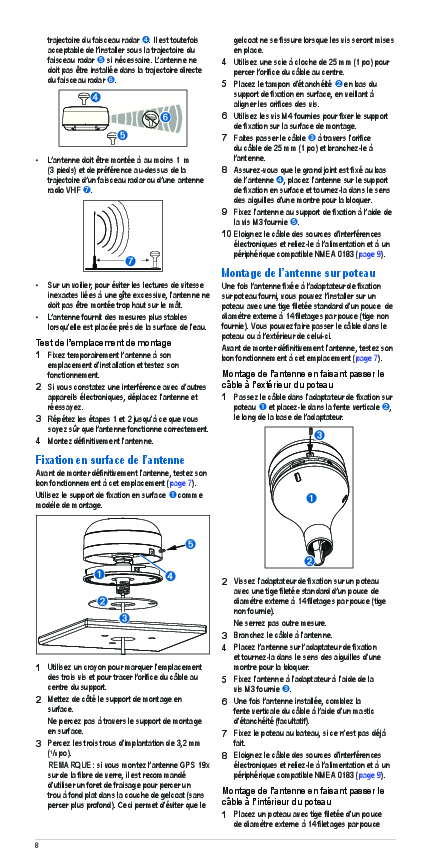 trajectoire du faisceau radar ➍. Il est toutefois
acceptable de l'installer sous la trajectoire du
faisceau radar ➎ si nécessaire. L'antenne ne
doit pas être installée dans la trajectoire directe
du faisceau radar ➏.
➍
➏
➎
• L'antenne doit être montée à au moins 1 m
(3 pieds) et de préférence au-dessus de la
trajectoire d'un faisceau radar ou d'une antenne
radio VHF ➐.
➐
• Sur un voilier, pour éviter les lectures de vitesse
inexactes liées à une gîte excessive, l'antenne ne
doit pas être montée trop haut sur le mât.
• L'antenne fournit des mesures plus stables
lorsqu'elle est placée près de la surface de l'eau.
Test de l'emplacement de montage
1 Fixez temporairement l'antenne à son
emplacement d'installation et testez son
fonctionnement.
2 Si vous constatez une interférence avec d'autres
appareils électroniques, déplacez l'antenne et
réessayez.
3 Répétez les étapes 1 et 2 jusqu'à ce que vous
soyez sûr que l'antenne fonctionne correctement.
4 Montez définitivement l'antenne.
Fixation en surface de l'antenne
Avant de monter définitivement l'antenne, testez son
bon fonctionnement à cet emplacement (page 7).
Utilisez le support de fixation en surface ➊ comme
modèle de montage.
➎
➊
➍
➋
➌
1 Utilisez un crayon pour marquer l'emplacement
des trois vis et pour tracer l'orifice du câble au
centre du support.
2 Mettez de côté le support de montage en
surface.
Ne percez pas à travers le support de montage
en surface.
3 Percez les trois trous d'implantation de 3,2 mm
(1/8 po).
REMARQUE : si vous montez l'antenne GPS 19x
sur de la fibre de verre, il est recommandé
d'utiliser un foret de fraisage pour percer un
trou à fond plat dans la couche de gelcoat (sans
percer plus profond). Ceci permet d'éviter que le
gelcoat ne se fissure lorsque les vis seront mises
en place.
4 Utilisez une scie à cloche de 25 mm (1 po) pour
percer l'orifice du câble au centre.
5 Placez le tampon d'étanchéité ➋ en bas du
support de fixation en surface, en veillant à
aligner les orifices des vis.
6 Utilisez les vis M4 fournies pour fixer le support
de fixation sur la surface de montage.
7 Faites passer le câble ➌ à travers l'orifice
du câble de 25 mm (1 po) et branchez-le à
l'antenne.
8 Assurez-vous que le grand joint est fixé au bas
de l'antenne ➍, placez l'antenne sur le support
de fixation en surface et tournez-la dans le sens
des aiguilles d'une montre pour la bloquer.
9 Fixez l'antenne au support de fixation à l'aide de
la vis M3 fournie ➎.
10 Eloignez le câble des sources d'interférences
électroniques et reliez-le à l'alimentation et à un
périphérique compatible NMEA 0183 (page 9).
Montage de l'antenne sur poteau
Une fois l'antenne fixée à l'adaptateur de fixation
sur poteau fourni, vous pouvez l'installer sur un
poteau avec une tige filetée standard d'un pouce de
diamètre externe à 14 filetages par pouce (tige non
fournie). Vous pouvez faire passer le câble dans le
poteau ou à l'extérieur de celui-ci.
Avant de monter définitivement l'antenne, testez son
bon fonctionnement à cet emplacement (page 7).
Montage de l'antenne en faisant passer le
câble à l'extérieur du poteau
1 Passez le câble dans l'adaptateur de fixation sur
poteau ➊ et placez-le dans la fente verticale ➋,
le long de la base de l'adaptateur.
➌
➊
➋
2 Vissez l'adaptateur de fixation sur un poteau
avec une tige filetée standard d'un pouce de
diamètre externe à 14 filetages par pouce (tige
non fournie).
Ne serrez pas outre mesure.
3 Branchez le câble à l'antenne.
4 Placez l'antenne sur l'adaptateur de fixation
et tournez-la dans le sens des aiguilles d'une
montre pour la bloquer.
5 Fixez l'antenne à l'adaptateur à l'aide de la
vis M3 fournie ➌.
6 Une fois l'antenne installée, comblez la
fente verticale du câble à l'aide d'un mastic
d'étanchéité (facultatif).
7 Fixez le poteau au bateau, si ce n'est pas déjà
fait.
8 Eloignez le câble des sources d'interférences
électroniques et reliez-le à l'alimentation et à un
périphérique compatible NMEA 0183 (page 9).
Montage de l'antenne en faisant passer le
câble à l'intérieur du poteau
1 Placez un poteau avec tige filetée d'un pouce
de diamètre externe à 14 filetages par pouce
8